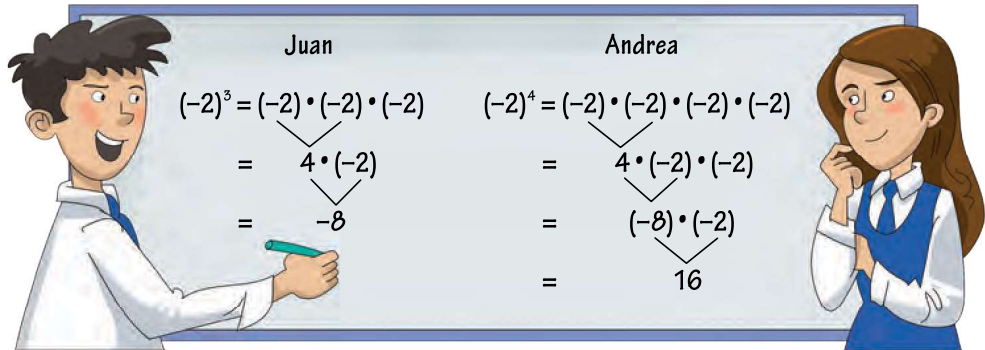 Juan
(−2)³ = (−2) • (−2) • (−2)
= 4 • (−2)
= −8
Andrea
(−2)⁴ = (−2) • (−2) • (−2) • (−2)
= 4 • (−2) • (−2)
= (−8) • (−2)
= 16